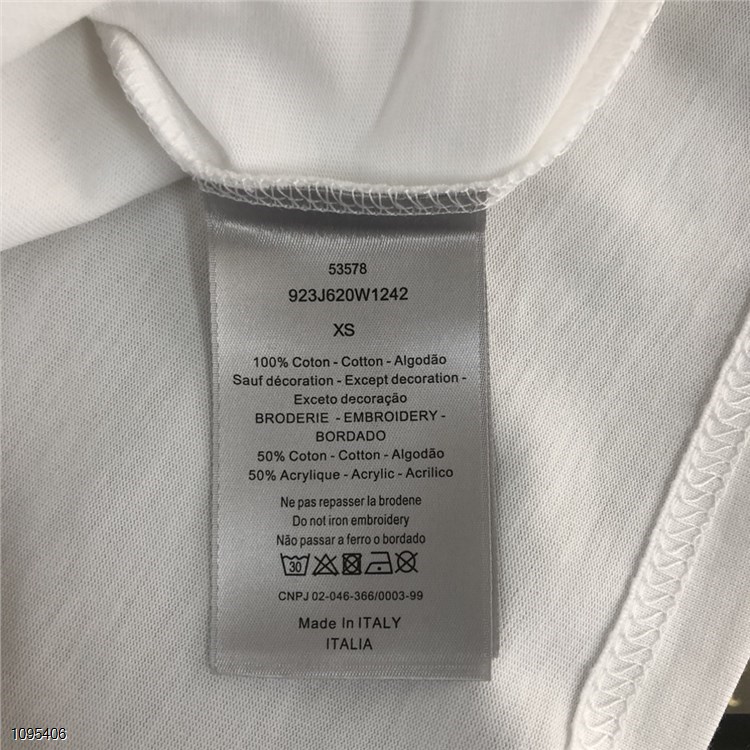 53578
923J620W1242
XS
100% Coton - Cotton - Algodão
Sauf décoration - Except decoration -
Exceto decoração
BRODERIE - EMBROIDERY -
BORDADO
50% Coton - Cotton - Algodão
50% Acrylique - Acrylic - Acrilico
Ne pas repasser la brodene
Do not iron embroidery
Não passar a ferro o bordado
30
CNPJ 02-046-366/0003-99
Made In ITALY
ITALIA
1095406